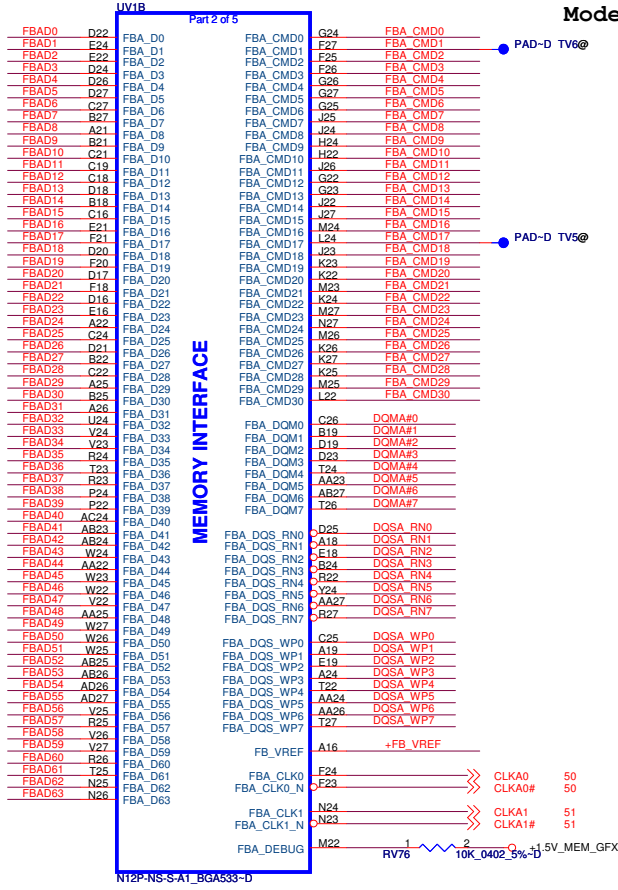 UV1B
Part 2 of 5
Mode
FBAD0 D22 FBA_D0
FBAD1 E24 FBA_D1
FBAD2 E22 FBA_D2
FBAD3 D24 FBA_D3
FBAD4 D26 FBA_D4
FBAD5 D27 FBA_D5
FBAD6 C27 FBA_D6
FBAD7 B27 FBA_D7
FBAD8 A21 FBA_D8
FBAD9 B21 FBA_D9
FBAD10 C21 FBA_D10
FBAD11 C19 FBA_D11
FBAD12 C18 FBA_D12
FBAD13 D18 FBA_D13
FBAD14 B18 FBA_D14
FBAD15 C16 FBA_D15
FBAD16 E21 FBA_D16
FBAD17 F21 FBA_D17
FBAD18 D20 FBA_D18
FBAD19 F20 FBA_D19
FBAD20 D17 FBA_D20
FBAD21 F18 FBA_D21
FBAD22 D16 FBA_D22
FBAD23 E16 FBA_D23
FBAD24 A22 FBA_D24
FBAD25 C24 FBA_D25
FBAD26 D21 FBA_D26
FBAD27 B22 FBA_D27
FBAD28 C22 FBA_D28
FBAD29 A25 FBA_D29
FBAD30 B25 FBA_D30
FBAD31 A26 FBA_D31
FBAD32 U24 FBA_D32
FBAD33 V24 FBA_D33
FBAD34 V23 FBA_D34
FBAD35 R24 FBA_D35
FBAD36 T23 FBA_D36
FBAD37 R23 FBA_D37
FBAD38 P24 FBA_D38
FBAD39 P22 FBA_D39
FBAD40 AC24 FBA_D40
FBAD41 AB23 FBA_D41
FBAD42 AB24 FBA_D42
FBAD43 W24 FBA_D43
FBAD44 AA22 FBA_D44
FBAD45 W23 FBA_D45
FBAD46 W22 FBA_D46
FBAD47 V22 FBA_D47
FBAD48 AA25 FBA_D48
FBAD49 W27 FBA_D49
FBAD50 W26 FBA_D50
FBAD51 W25 FBA_D51
FBAD52 AB25 FBA_D52
FBAD53 AB26 FBA_D53
FBAD54 AD26 FBA_D54
FBAD55 AD27 FBA_D55
FBAD56 V25 FBA_D56
FBAD57 R25 FBA_D57
FBAD58 V26 FBA_D58
FBAD59 V27 FBA_D59
FBAD60 R26 FBA_D60
FBAD61 T25 FBA_D61
FBAD62 N25 FBA_D62
FBAD63 N26 FBA_D63
MEMORY INTERFACE
FBA_CMD0 G24 FBA_CMD0
FBA_CMD1 F27 FBA_CMD1 PAD~D TV6@
FBA_CMD2 F25 FBA_CMD2
FBA_CMD3 F26 FBA_CMD3
FBA_CMD4 G26 FBA_CMD4
FBA_CMD5 G27 FBA_CMD5
FBA_CMD6 G25 FBA_CMD6
FBA_CMD7 J25 FBA_CMD7
FBA_CMD8 J24 FBA_CMD8
FBA_CMD9 H24 FBA_CMD9
FBA_CMD10 H22 FBA_CMD10
FBA_CMD11 J26 FBA_CMD11
FBA_CMD12 G22 FBA_CMD12
FBA_CMD13 G23 FBA_CMD13
FBA_CMD14 J22 FBA_CMD14
FBA_CMD15 J27 FBA_CMD15
FBA_CMD16 M24 FBA_CMD16
FBA_CMD17 L24 FBA_CMD17 PAD~D TV5@
FBA_CMD18 J23 FBA_CMD18
FBA_CMD19 K23 FBA_CMD19
FBA_CMD20 K22 FBA_CMD20
FBA_CMD21 M23 FBA_CMD21
FBA_CMD22 K24 FBA_CMD22
FBA_CMD23 M27 FBA_CMD23
FBA_CMD24 N27 FBA_CMD24
FBA_CMD25 M26 FBA_CMD25
FBA_CMD26 K26 FBA_CMD26
FBA_CMD27 K27 FBA_CMD27
FBA_CMD28 K25 FBA_CMD28
FBA_CMD29 M25 FBA_CMD29
FBA_CMD30 L22 FBA_CMD30
FBA_DQM0 C26 DQMA#0
FBA_DQM1 B19 DQMA#1
FBA_DQM2 D19 DQMA#2
FBA_DQM3 D23 DQMA#3
FBA_DQM4 T24 DQMA#4
FBA_DQM5 AA23 DQMA#5
FBA_DQM6 AB27 DQMA#6
FBA_DQM7 T26 DQMA#7
FBA_DQS_RN0 D25 DQSA_RN0
FBA_DQS_RN1 A18 DQSA_RN1
FBA_DQS_RN2 E18 DQSA_RN2
FBA_DQS_RN3 B24 DQSA_RN3
FBA_DQS_RN4 R22 DQSA_RN4
FBA_DQS_RN5 Y24 DQSA_RN5
FBA_DQS_RN6 AA27 DQSA_RN6
FBA_DQS_RN7 R27 DQSA_RN7
FBA_DQS_WP0 C25 DQSA_WP0
FBA_DQS_WP1 A19 DQSA_WP1
FBA_DQS_WP2 E19 DQSA_WP2
FBA_DQS_WP3 A24 DQSA_WP3
FBA_DQS_WP4 T22 DQSA_WP4
FBA_DQS_WP5 AA24 DQSA_WP5
FBA_DQS_WP6 AA26 DQSA_WP6
FBA_DQS_WP7 T27 DQSA_WP7
FB_VREF A16 +FB_VREF
FBA_CLK0 F24 CLKA0 50
FBA_CLK0_N F23 CLKA0# 50
FBA_CLK1 N24 CLKA1 51
FBA_CLK1_N N23 CLKA1# 51
FBA_DEBUG M22 1 2 +1.5V_MEM_GFX
RV76 10K_0402_5%~D
N12P-NS-S-A1_BGA533~D